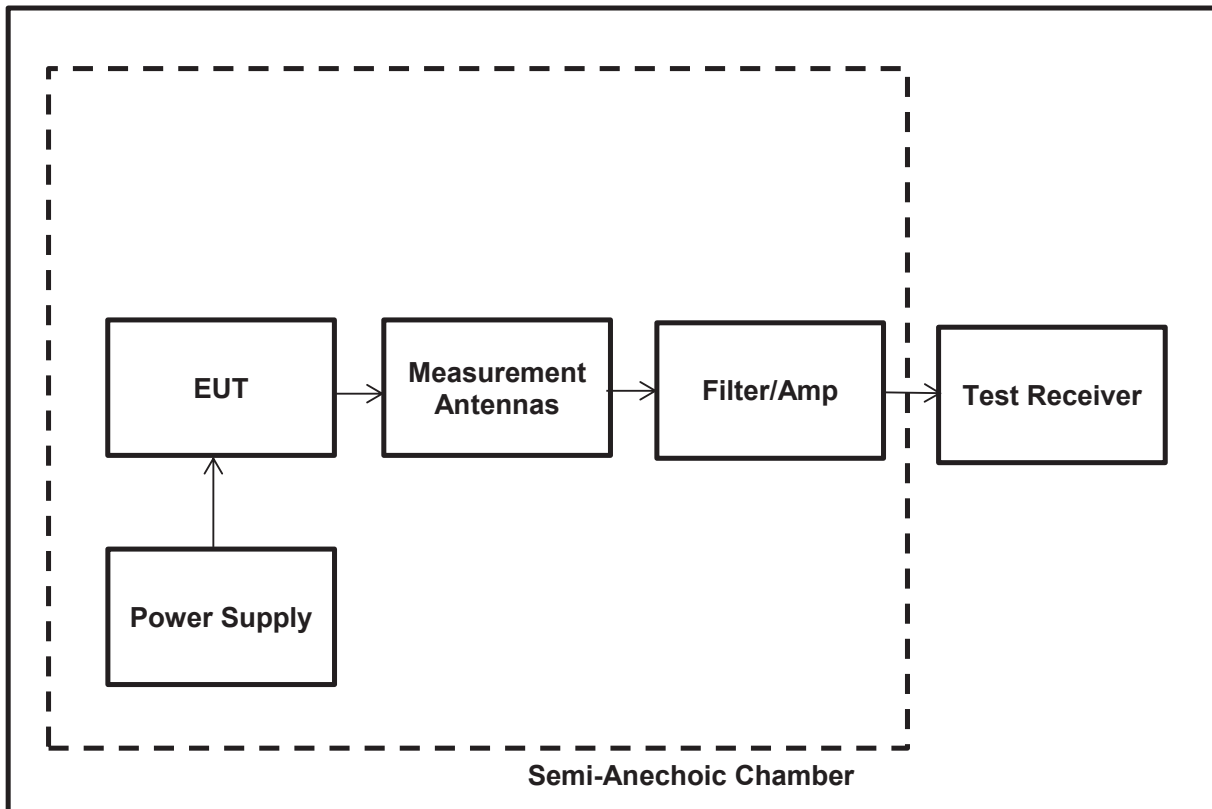 EUT
Measurement
Antennas
Filter/Amp
Test Receiver
Power Supply
Semi-Anechoic Chamber